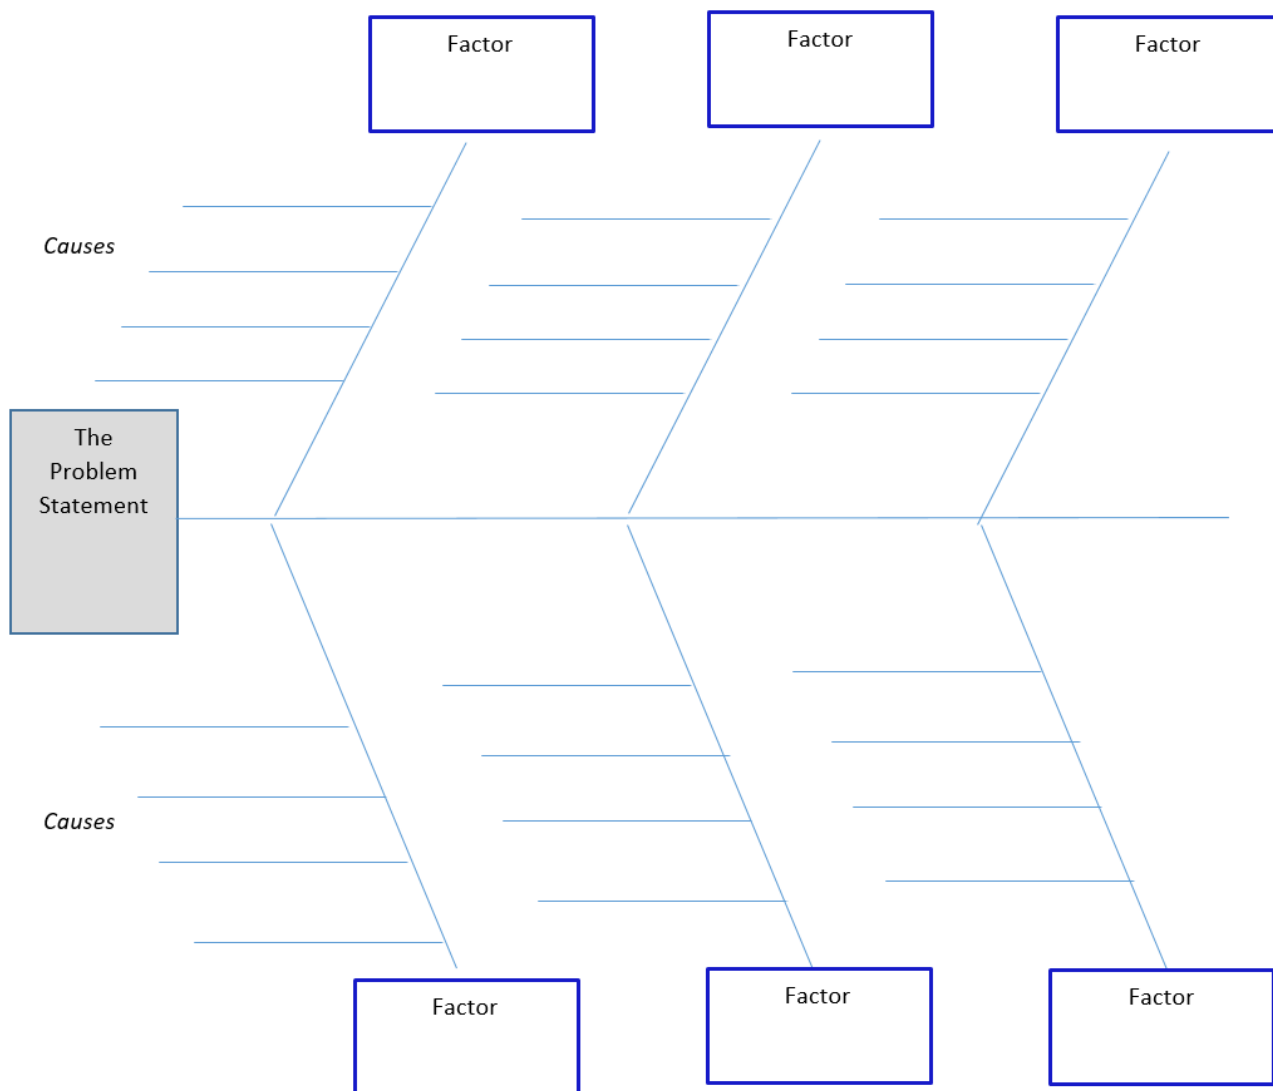 Factor
Factor
Factor
Causes
The
Problem
Statement
Causes
Factor
Factor
Factor